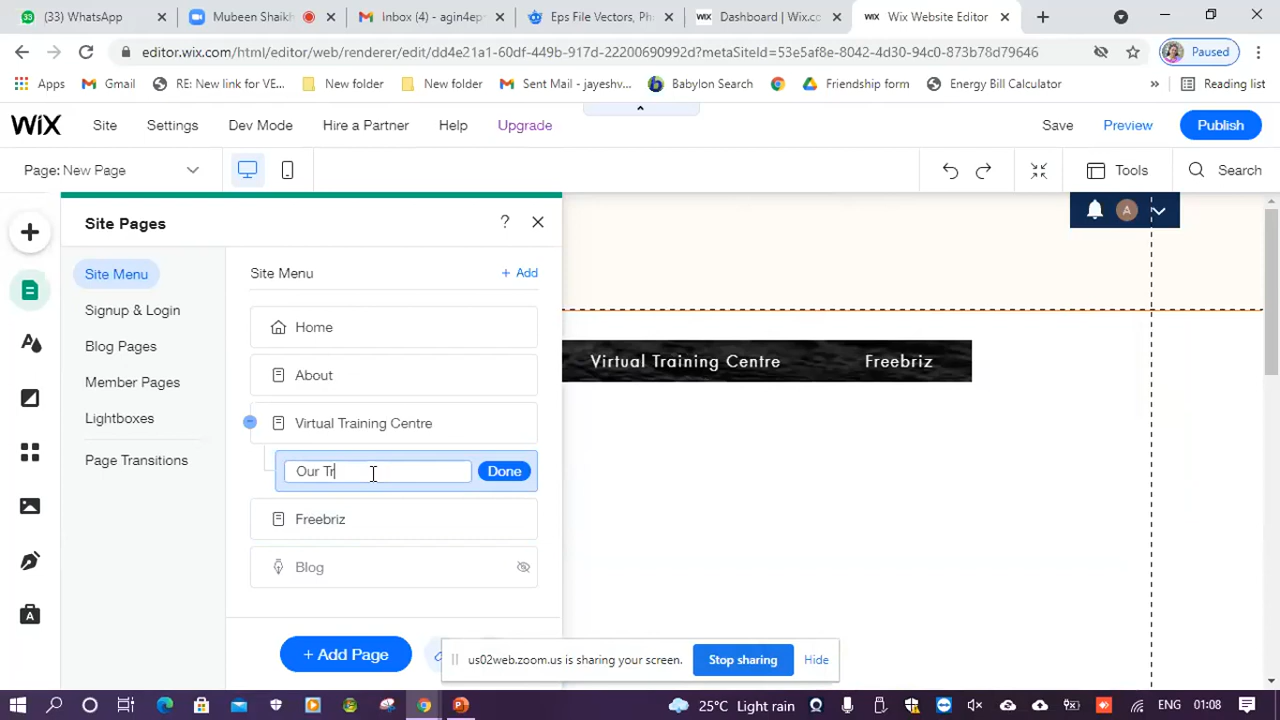 (33) WhatsApp
Mubeen Shaikh
Inbox (4) - agin4ep
Eps File Vectors, Ph
WIX Dashboard | Wix.co
WIX Wix Website Editor
editor.wix.com/html/editor/web/renderer/edit/dd4e21a1-60df-449b-917d-22200690992d?metaSiteId=53e5af8e-8042-4d30-94c0-873b78d79646
Paused
Apps
Gmail
RE: New link for VE...
New folder
New folder
Sent Mail - jayeshv...
Babylon Search
Friendship form
Energy Bill Calculator
»
Reading list
WIX
Site
Settings
Dev Mode
Hire a Partner
Help
Upgrade
Save
Preview
Publish
Page: New Page
Tools
Search
Site Pages
?
A
Site Menu
Signup & Login
Blog Pages
Member Pages
Lightboxes
Page Transitions
Site Menu
+ Add
Home
About
Virtual Training Centre
Our Tr
Done
Freebriz
Blog
+ Add Page
Virtual Training Centre
Freebriz
us02web.zoom.us is sharing your screen.
Stop sharing
Hide
25°C Light rain
ENG
01:08